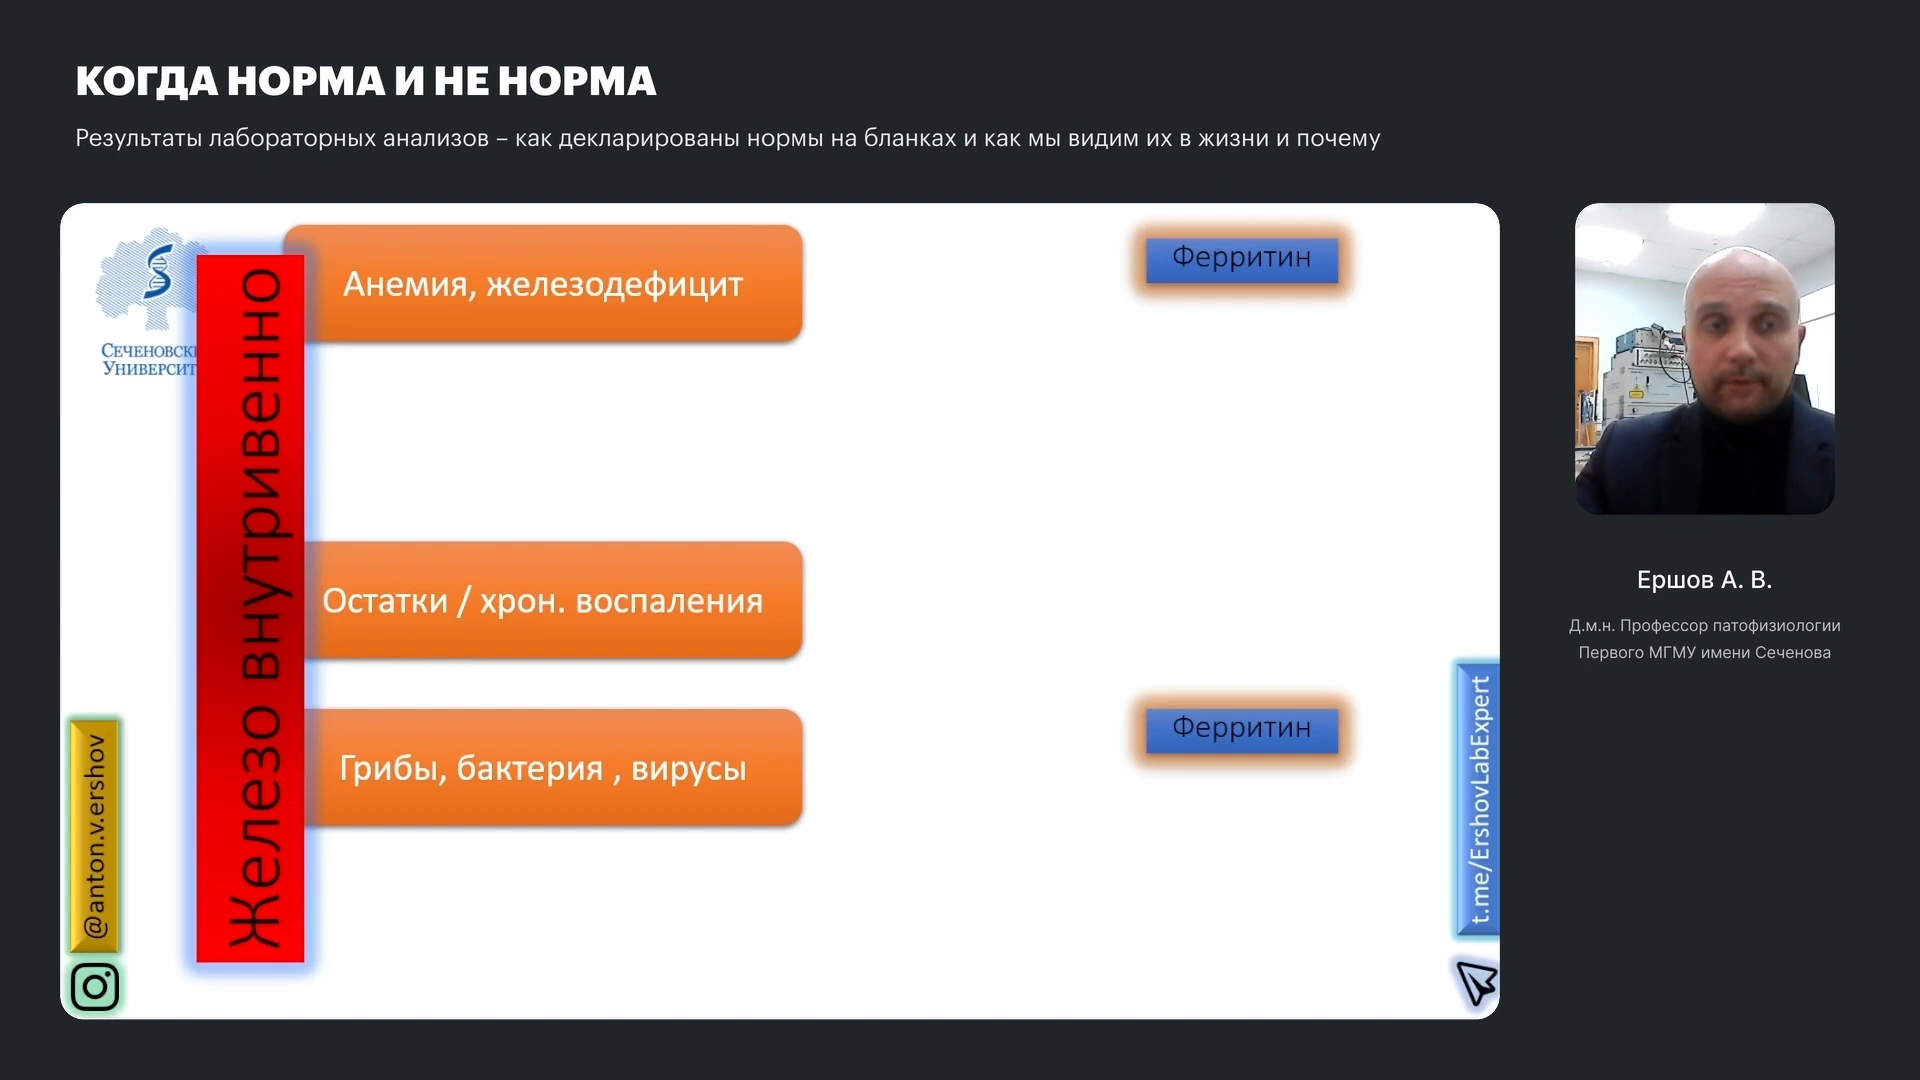 КОГДА НОРМА И НЕ НОРМА
Результаты лабораторных анализов – как декларированы нормы на бланках и как мы видим их в жизни и почему
Сеченовск
Университ
Железо внутривенно
Анемия, железодефицит
Ферритин
Остатки / хрон. воспаления
Грибы, бактерия , вирусы
Ферритин
@anton.v.ershov
t.me/ErshovLabExpert
Ершов А. В.
Д.м.н. Профессор патофизиологии
Первого МГМУ имени Сеченова